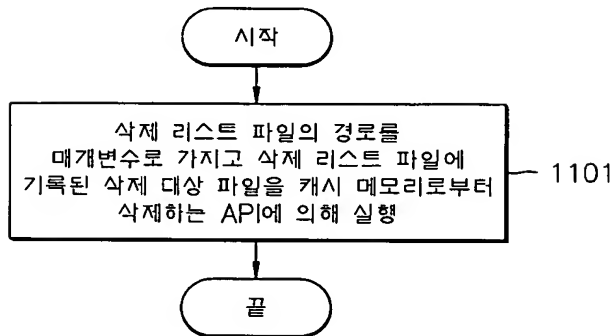 시작
삭제 리스트 파일의 경로를
매개변수로 가지고 삭제 리스트 파일에
기록된 삭제 대상 파일을 캐시 메모리로부터
삭제하는 API에 의해 실행
1101
끝